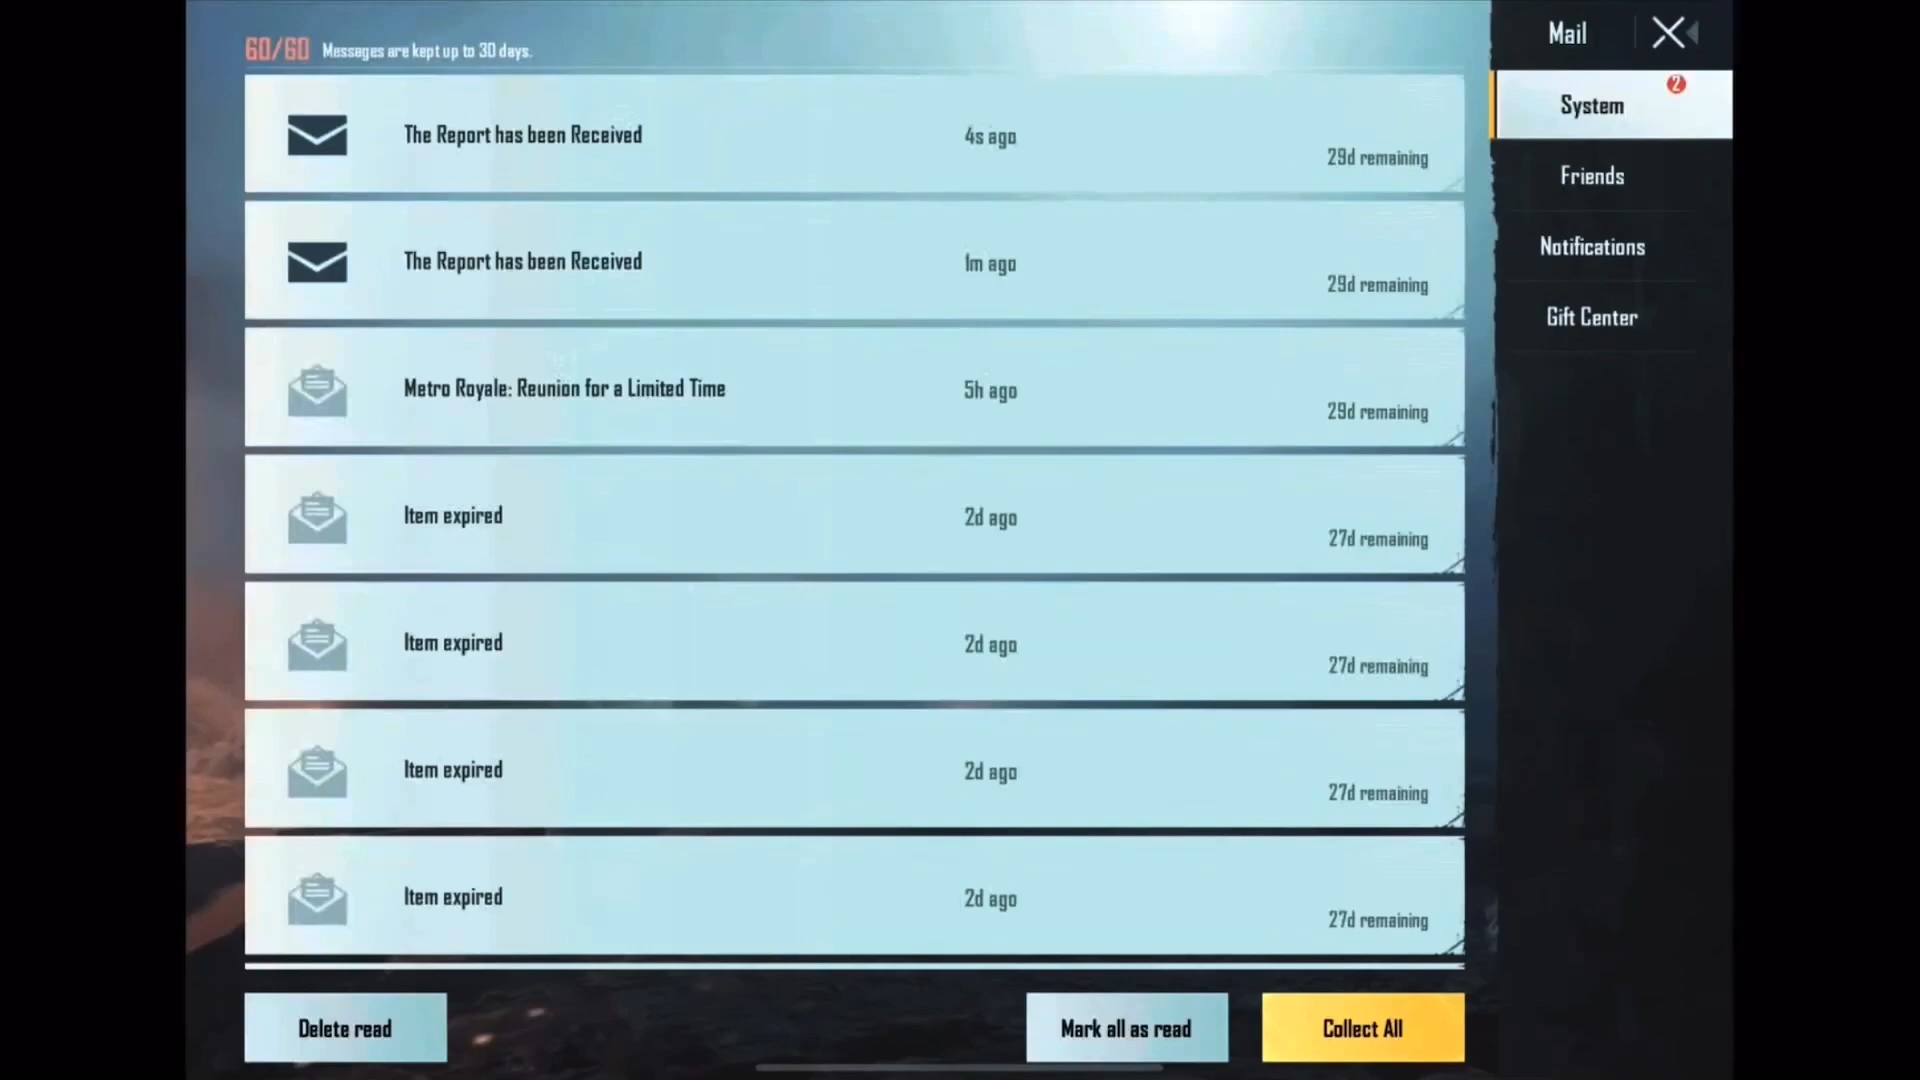 60/60 Messages are kept up to 30 days.
The Report has been Received 4s ago 29d remaining
The Report has been Received 1m ago 29d remaining
Metro Royale: Reunion for a Limited Time 5h ago 29d remaining
Item expired 2d ago 27d remaining
Item expired 2d ago 27d remaining
Item expired 2d ago 27d remaining
Item expired 2d ago 27d remaining
Delete read
Mark all as read
Collect All
Mail
System 2
Friends
Notifications
Gift Center